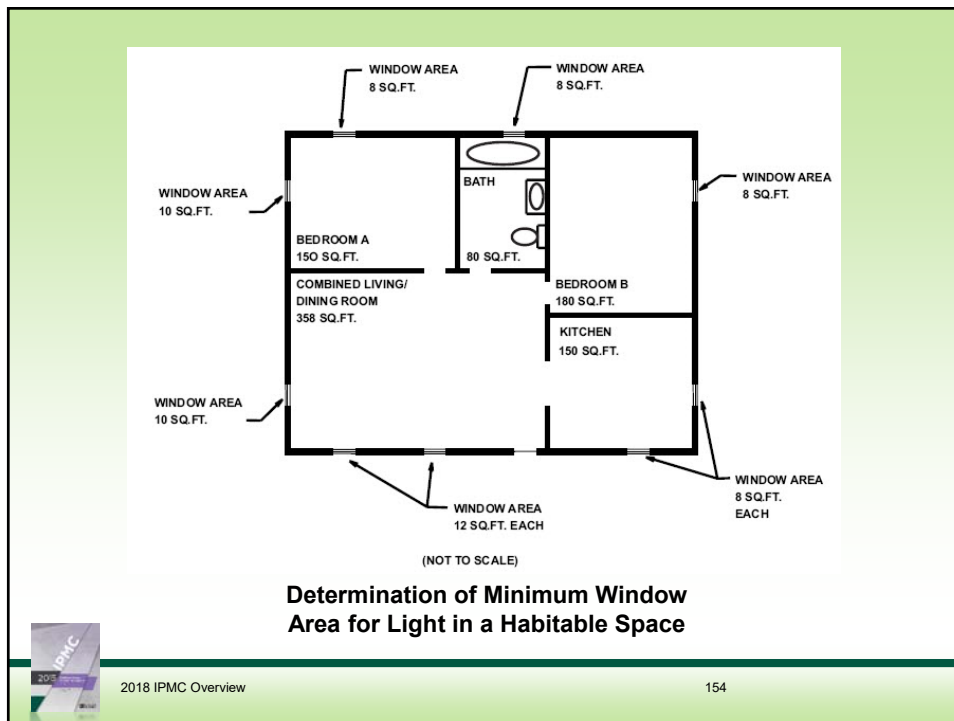 WINDOW AREA
8 SQ.FT.
WINDOW AREA
8 SQ.FT.
WINDOW AREA
10 SQ.FT.
BATH
WINDOW AREA
8 SQ.FT.
BEDROOM A
15O SQ.FT.
80 SQ.FT.
COMBINED LIVING/
DINING ROOM
358 SQ.FT.
BEDROOM B
180 SQ.FT.
KITCHEN
150 SQ.FT.
WINDOW AREA
10 SQ.FT.
WINDOW AREA
8 SQ.FT.
EACH
WINDOW AREA
12 SQ.FT. EACH
(NOT TO SCALE)
Determination of Minimum Window
Area for Light in a Habitable Space
IPMC
2015
2018 IPMC Overview
154